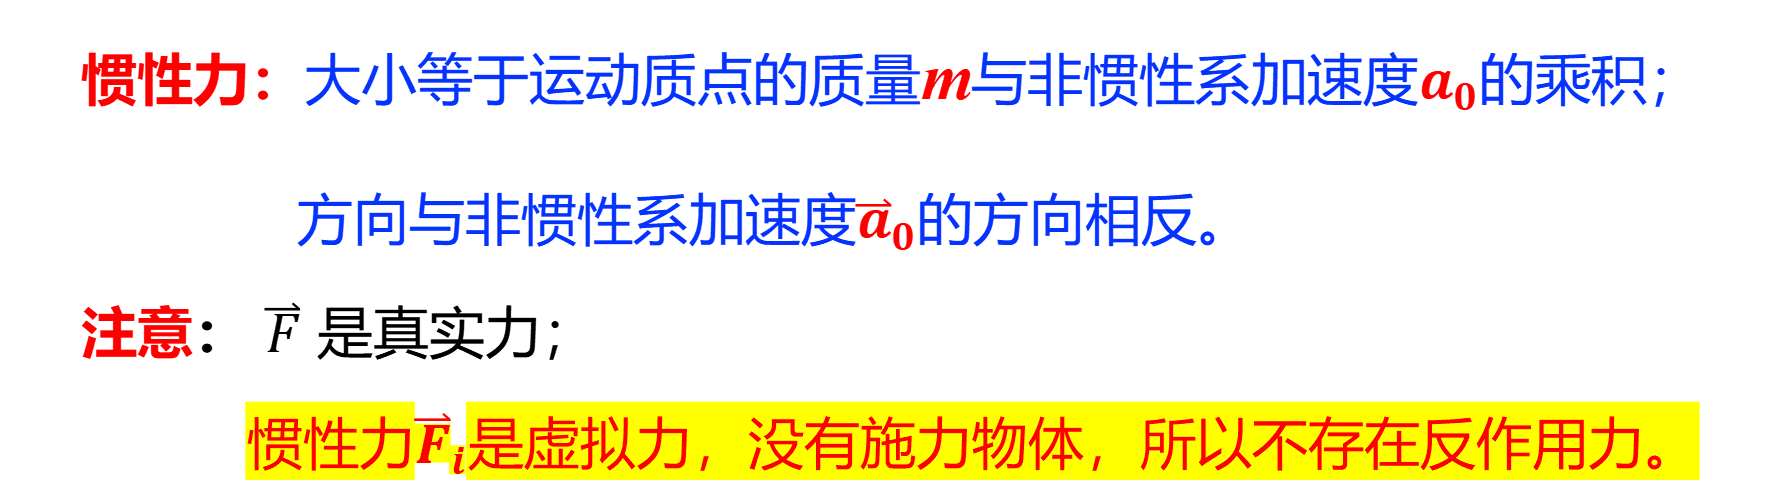 惯性力：大小等于运动质点的质量m与非惯性系加速度a₀的乘积；
方向与非惯性系加速度a⃗₀的方向相反。
注意： F⃗ 是真实力；
惯性力F⃗ᵢ是虚拟力，没有施力物体，所以不存在反作用力。